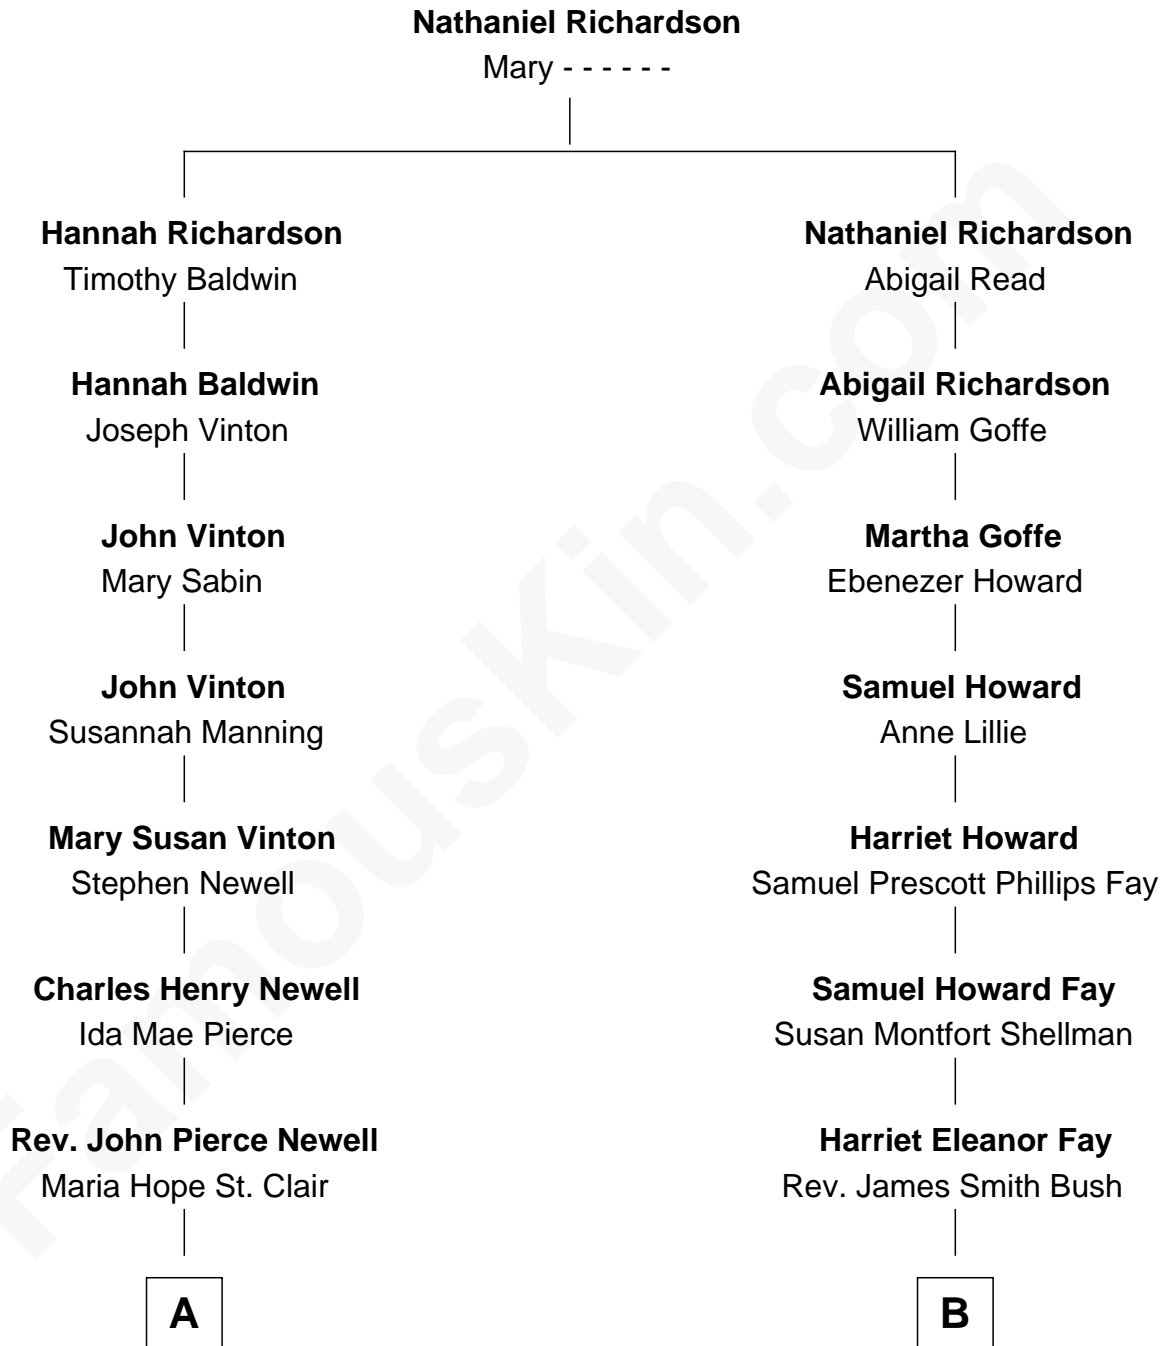 Nathaniel Richardson
Mary - - - - - -
Hannah Richardson
Timothy Baldwin
Nathaniel Richardson
Abigail Read
Hannah Baldwin
Joseph Vinton
Abigail Richardson
William Goffe
John Vinton
Mary Sabin
Martha Goffe
Ebenezer Howard
John Vinton
Susannah Manning
Samuel Howard
Anne Lillie
Mary Susan Vinton
Stephen Newell
Harriet Howard
Samuel Prescott Phillips Fay
Charles Henry Newell
Ida Mae Pierce
Samuel Howard Fay
Susan Montfort Shellman
Rev. John Pierce Newell
Maria Hope St. Clair
Harriet Eleanor Fay
Rev. James Smith Bush
A
B
FamousKin.com